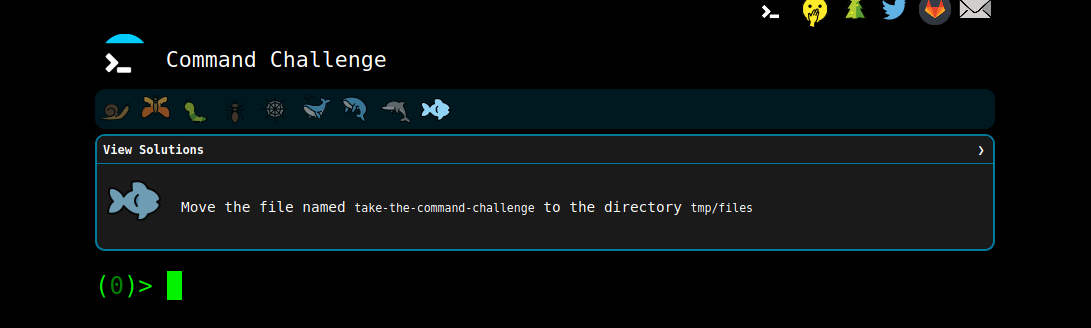 Command Challenge
View Solutions
Move the file named take-the-command-challenge to the directory tmp/files
(0)>